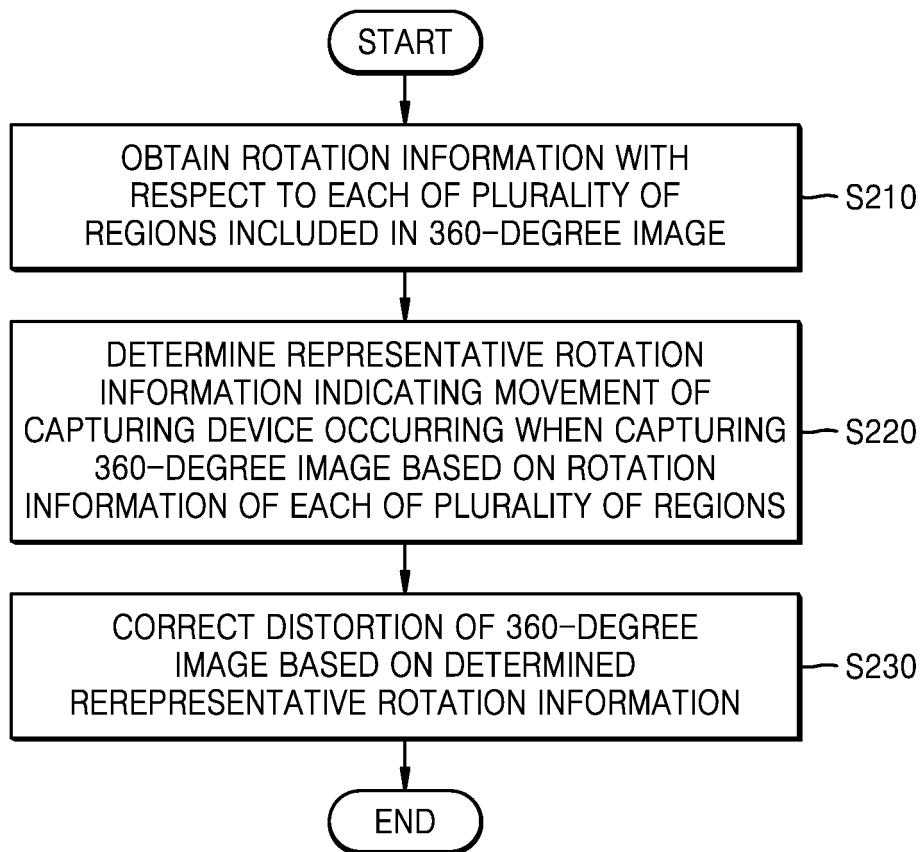 START
OBTAIN ROTATION INFORMATION WITH
RESPECT TO EACH OF PLURALITY OF
REGIONS INCLUDED IN 360-DEGREE IMAGE
S210
DETERMINE REPRESENTATIVE ROTATION
INFORMATION INDICATING MOVEMENT OF
CAPTURING DEVICE OCCURRING WHEN CAPTURING
360-DEGREE IMAGE BASED ON ROTATION
INFORMATION OF EACH OF PLURALITY OF REGIONS
S220
CORRECT DISTORTION OF 360-DEGREE
IMAGE BASED ON DETERMINED
REREPRESENTATIVE ROTATION INFORMATION
S230
END